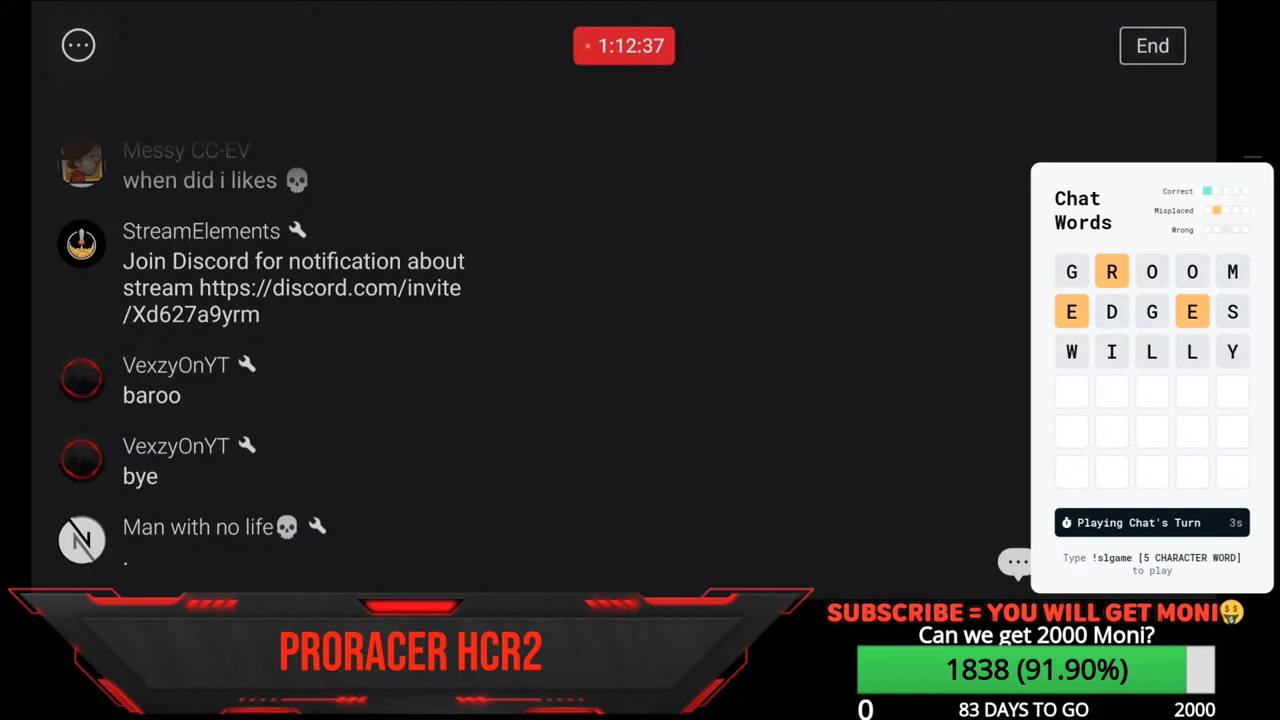 1:12:37
End
Messy CC-EV
when did i likes 💀
StreamElements
Join Discord for notification about
stream https://discord.com/invite
/Xd627a9yrm
VexzyOnYT
baroo
VexzyOnYT
bye
Man with no life💀
N
.
Chat
Words
Correct
Misplaced
Wrong
G R O O M
E D G E S
W I L L Y
Playing Chat's Turn 3s
Type !slgame [5 CHARACTER WORD]
to play
PRORACER HCR2
SUBSCRIBE = YOU WILL GET MONI🤑
Can we get 2000 Moni?
1838 (91.90%)
0 83 DAYS TO GO 2000